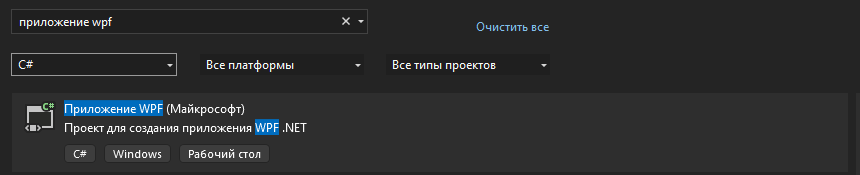 приложение wpf
Очистить все
C# Все платформы Все типы проектов
C#
Приложение WPF (Майкрософт)
Проект для создания приложения WPF .NET
C# Windows Рабочий стол